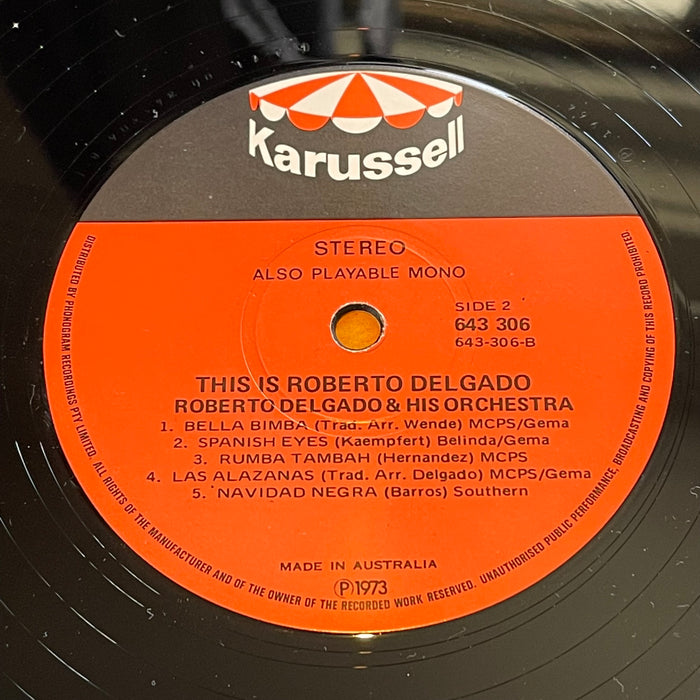 Karussell
STEREO
ALSO PLAYABLE MONO
SIDE 2
643 306
643-306-B
THIS IS ROBERTO DELGADO
ROBERTO DELGADO & HIS ORCHESTRA
1. BELLA BIMBA (Trad. Arr. Wende) MCPS/Gema
2. SPANISH EYES (Kaempfert) Belinda/Gema
3. RUMBA TAMBAH (Hernandez) MCPS
4. LAS ALAZANAS (Trad. Arr. Delgado) MCPS/Gema
5. NAVIDAD NEGRA (Barros) Southern
MADE IN AUSTRALIA
Ⓟ1973
DISTRIBUTED BY PHONOGRAM RECORDINGS PTY LIMITED. ALL RIGHTS OF THE MANUFACTURER AND OF THE OWNER OF THE RECORDED WORK RESERVED. UNAUTHORISED PUBLIC PERFORMANCE, BROADCASTING AND COPYING OF THIS RECORD PROHIBITED.